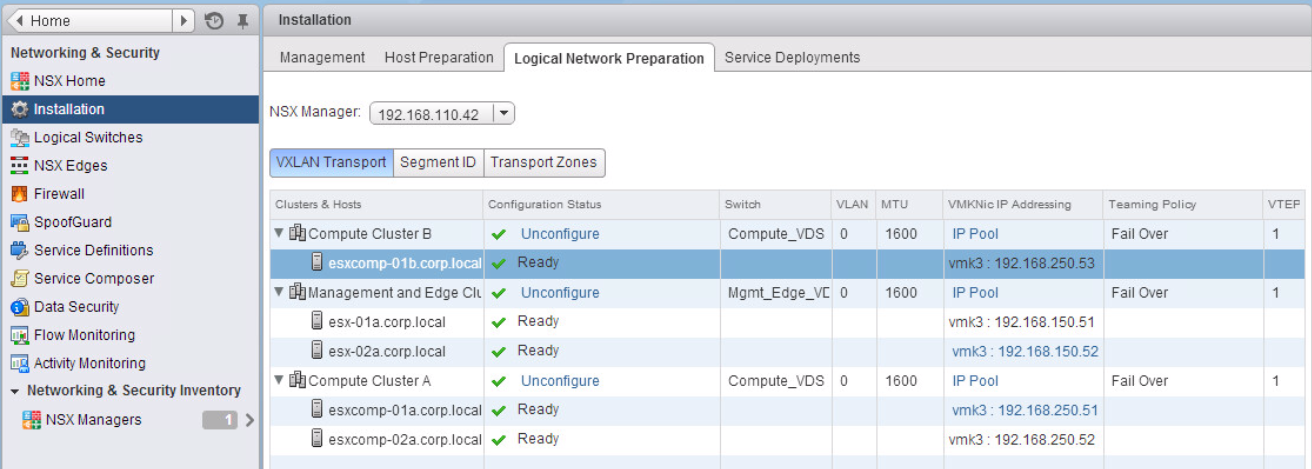 Home
Networking & Security
NSX Home
Installation
Logical Switches
NSX Edges
Firewall
SpoofGuard
Service Definitions
Service Composer
Data Security
Flow Monitoring
Activity Monitoring
Networking & Security Inventory
NSX Managers 1
Installation
Management Host Preparation Logical Network Preparation Service Deployments
NSX Manager: 192.168.110.42
VXLAN Transport Segment ID Transport Zones
Clusters & Hosts Configuration Status Switch VLAN MTU VMKNic IP Addressing Teaming Policy VTEP
Compute Cluster B Unconfigure Compute_VDS 0 1600 IP Pool Fail Over 1
esxcomp-01b.corp.local Ready vmk3 : 192.168.250.53
Management and Edge Clu Unconfigure Mgmt_Edge_VD 0 1600 IP Pool Fail Over 1
esx-01a.corp.local Ready vmk3 : 192.168.150.51
esx-02a.corp.local Ready vmk3 : 192.168.150.52
Compute Cluster A Unconfigure Compute_VDS 0 1600 IP Pool Fail Over 1
esxcomp-01a.corp.local Ready vmk3 : 192.168.250.51
esxcomp-02a.corp.local Ready vmk3 : 192.168.250.52